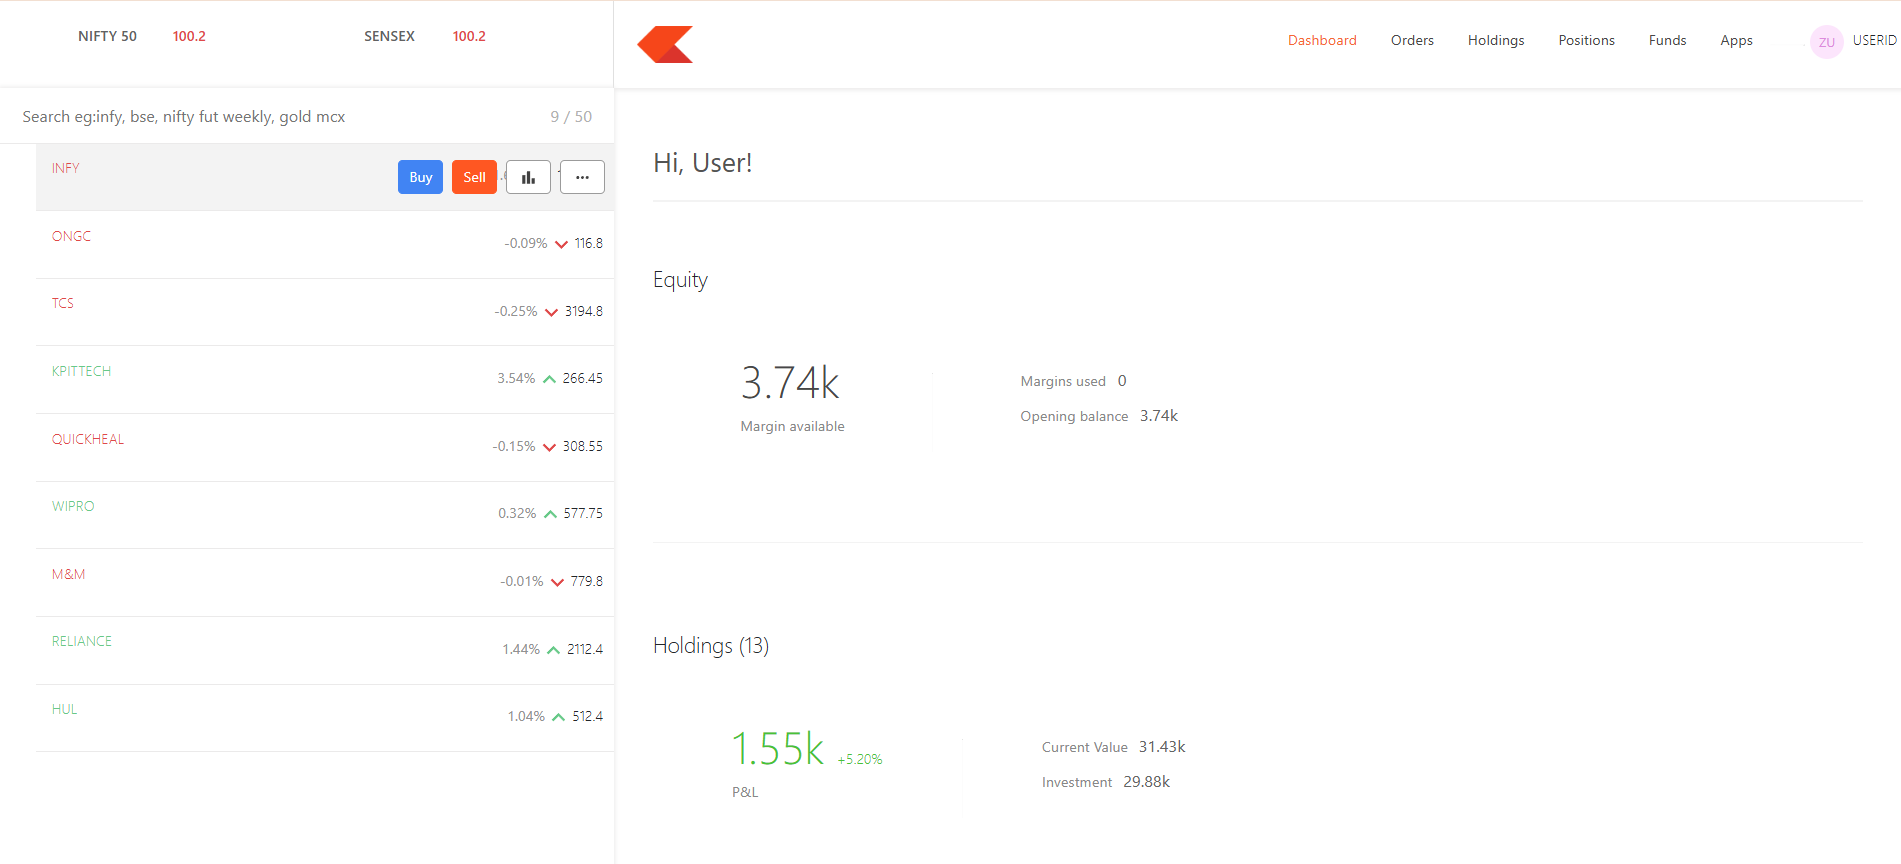 NIFTY 50 100.2 SENSEX 100.2
Dashboard Orders Holdings Positions Funds Apps ZU USERID
Search eg:infy, bse, nifty fut weekly, gold mcx 9 / 50
INFY Buy Sell
ONGC -0.09% 116.8
TCS -0.25% 3194.8
KPITTECH 3.54% 266.45
QUICKHEAL -0.15% 308.55
WIPRO 0.32% 577.75
M&M -0.01% 779.8
RELIANCE 1.44% 2112.4
HUL 1.04% 512.4
Hi, User!
Equity
3.74k
Margin available
Margins used 0
Opening balance 3.74k
Holdings (13)
1.55k +5.20%
P&L
Current Value 31.43k
Investment 29.88k